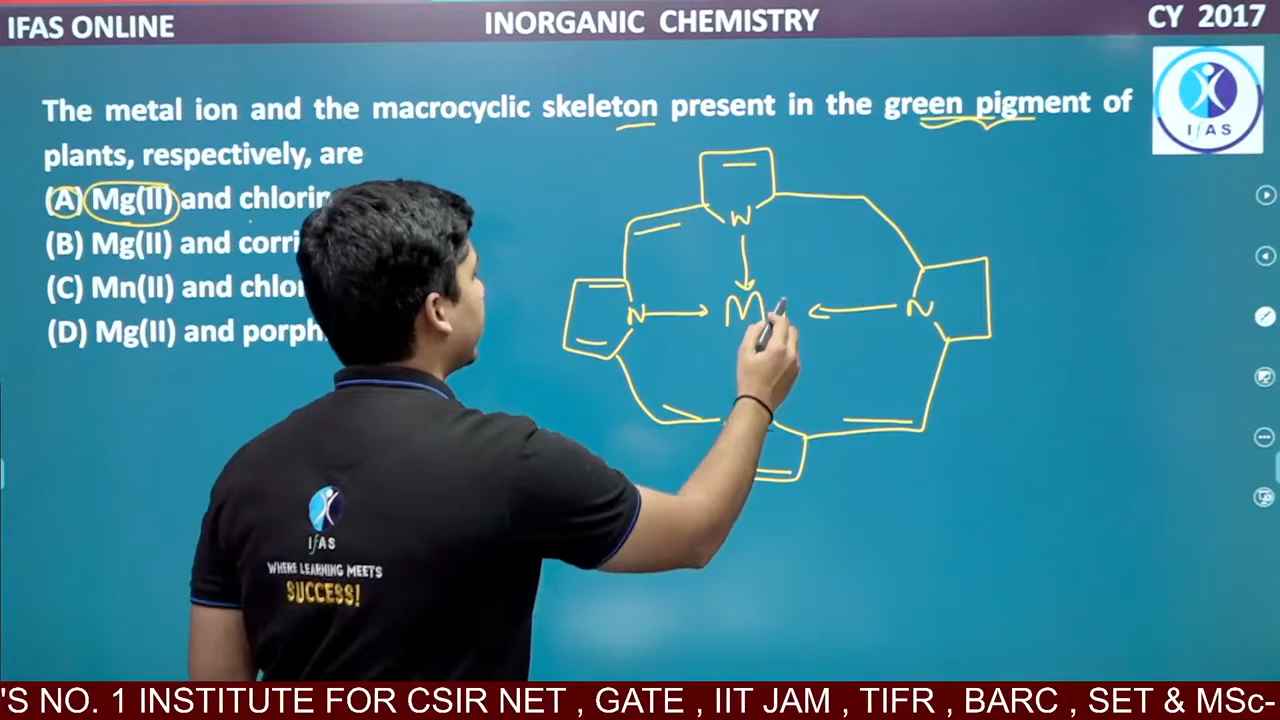 IFAS ONLINE
INORGANIC CHEMISTRY
CY 2017
The metal ion and the macrocyclic skeleton present in the green pigment of
plants, respectively, are
(A) Mg(II) and chlorin
(B) Mg(II) and corri
(C) Mn(II) and chlor
(D) Mg(II) and porph
IfAS
N
N
M
N
IfAS
WHERE LEARNING MEETS
SUCCESS!
'S NO. 1 INSTITUTE FOR CSIR NET , GATE , IIT JAM , TIFR , BARC , SET & MSc-